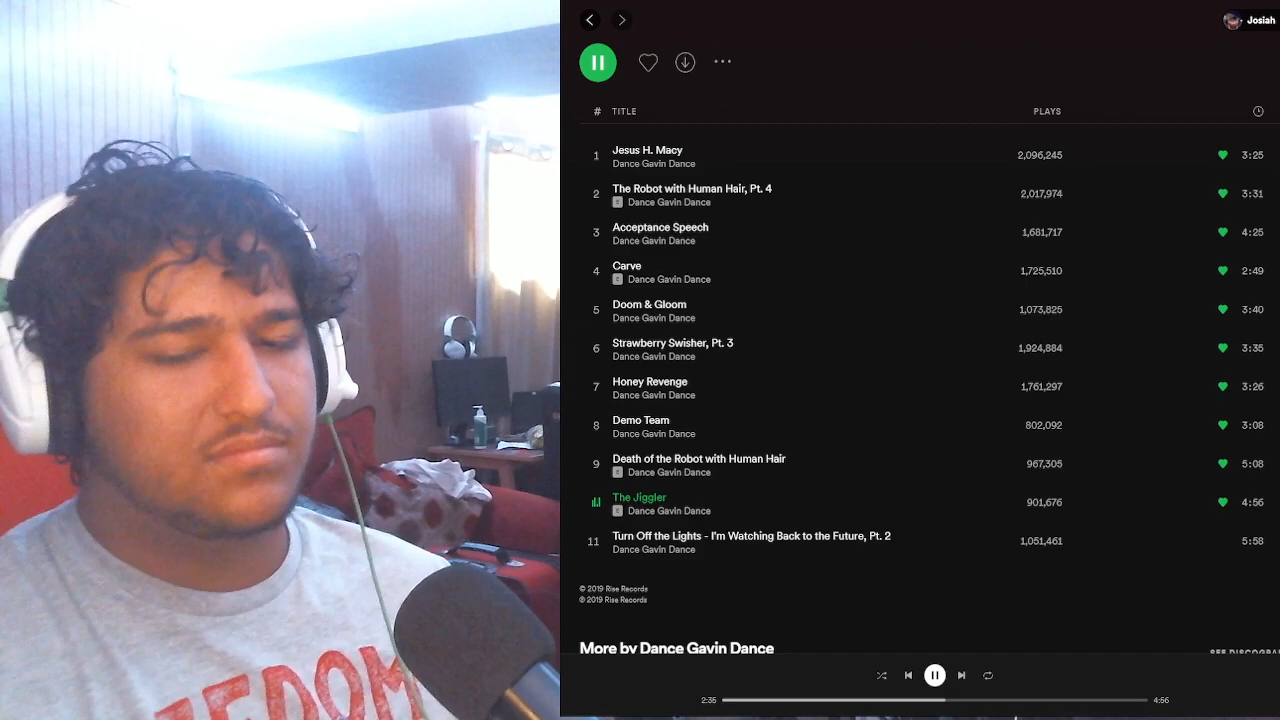 Josiah
# TITLE PLAYS
1 Jesus H. Macy 2,096,245 3:25
Dance Gavin Dance
2 The Robot with Human Hair, Pt. 4 2,017,974 3:31
E Dance Gavin Dance
3 Acceptance Speech 1,681,717 4:25
Dance Gavin Dance
4 Carve 1,725,510 2:49
E Dance Gavin Dance
5 Doom & Gloom 1,073,825 3:40
Dance Gavin Dance
6 Strawberry Swisher, Pt. 3 1,924,884 3:35
Dance Gavin Dance
7 Honey Revenge 1,761,297 3:26
Dance Gavin Dance
8 Demo Team 802,092 3:08
Dance Gavin Dance
9 Death of the Robot with Human Hair 967,305 5:08
E Dance Gavin Dance
The Jiggler 901,676 4:56
E Dance Gavin Dance
11 Turn Off the Lights - I'm Watching Back to the Future, Pt. 2 1,051,461 5:58
Dance Gavin Dance
© 2019 Rise Records
℗ 2019 Rise Records
More by Dance Gavin Dance
2:35 4:56